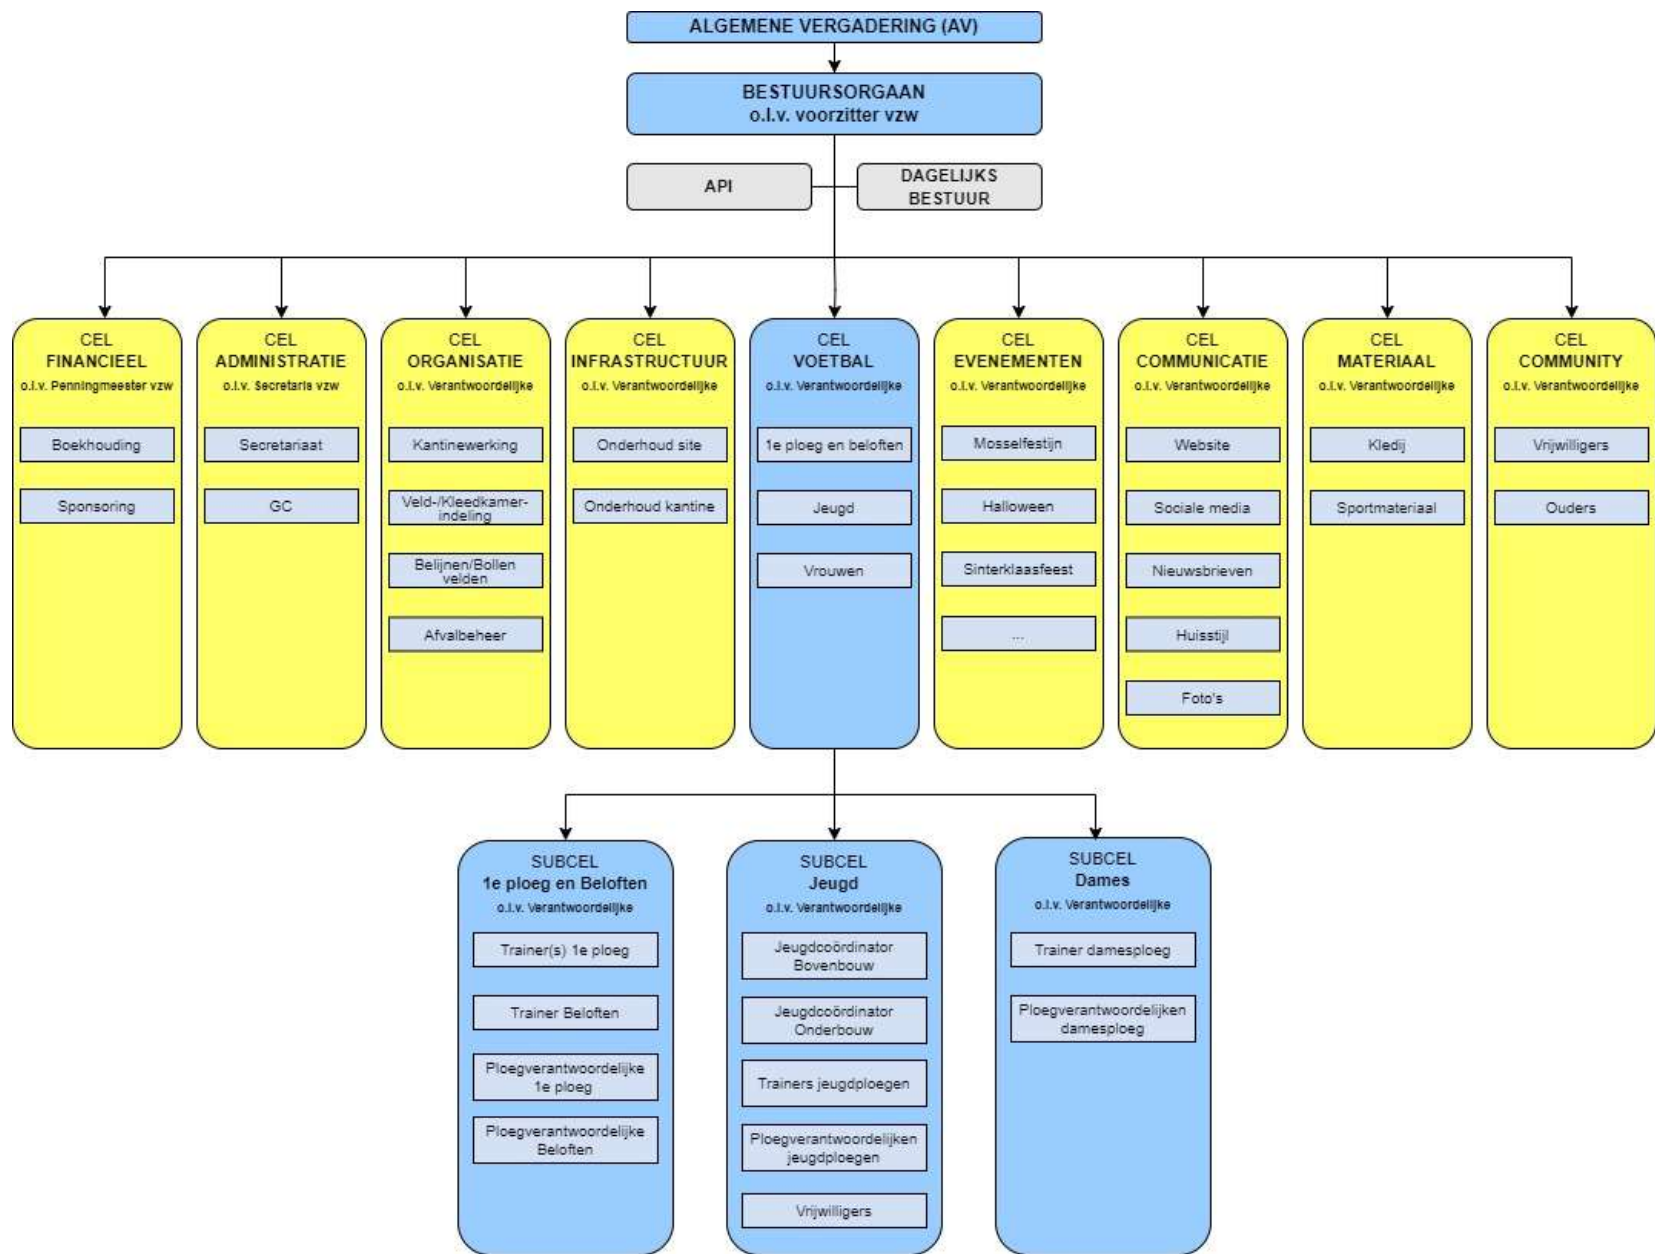 ALGEMENE VERGADERING (AV)
BESTUURSORGAAN
o.l.v. voorzitter vzw
API
DAGELIJKS
BESTUUR
CEL
FINANCIEEL
o.l.v. Penningmeester vzw
Boekhouding
Sponsoring
CEL
ADMINISTRATIE
o.l.v. Secretaris vzw
Secretariaat
GC
CEL
ORGANISATIE
o.l.v. Verantwoordelijke
Kantinewerking
Veld-/Kleedkamer-
indeling
Belijnen/Bollen
velden
Afvalbeheer
CEL
INFRASTRUCTUUR
o.l.v. Verantwoordelijke
Onderhoud site
Onderhoud kantine
CEL
VOETBAL
o.l.v. Verantwoordelijke
1e ploeg en beloften
Jeugd
Vrouwen
CEL
EVENEMENTEN
o.l.v. Verantwoordelijke
Mosselfestijn
Halloween
Sinterklaasfeest
...
CEL
COMMUNICATIE
o.l.v. Verantwoordelijke
Website
Sociale media
Nieuwsbrieven
Huisstijl
Foto's
CEL
MATERIAAL
o.l.v. Verantwoordelijke
Kledij
Sportmateriaal
CEL
COMMUNITY
o.l.v. Verantwoordelijke
Vrijwilligers
Ouders
SUBCEL
1e ploeg en Beloften
o.l.v. Verantwoordelijke
Trainer(s) 1e ploeg
Trainer Beloften
Ploegverantwoordelijke
1e ploeg
Ploegverantwoordelijke
Beloften
SUBCEL
Jeugd
o.l.v. Verantwoordelijke
Jeugdcoördinator
Bovenbouw
Jeugdcoördinator
Onderbouw
Trainers jeugdploegen
Ploegverantwoordelijken
jeugdploegen
Vrijwilligers
SUBCEL
Dames
o.l.v. Verantwoordelijke
Trainer damesploeg
Ploegverantwoordelijken
damesploeg